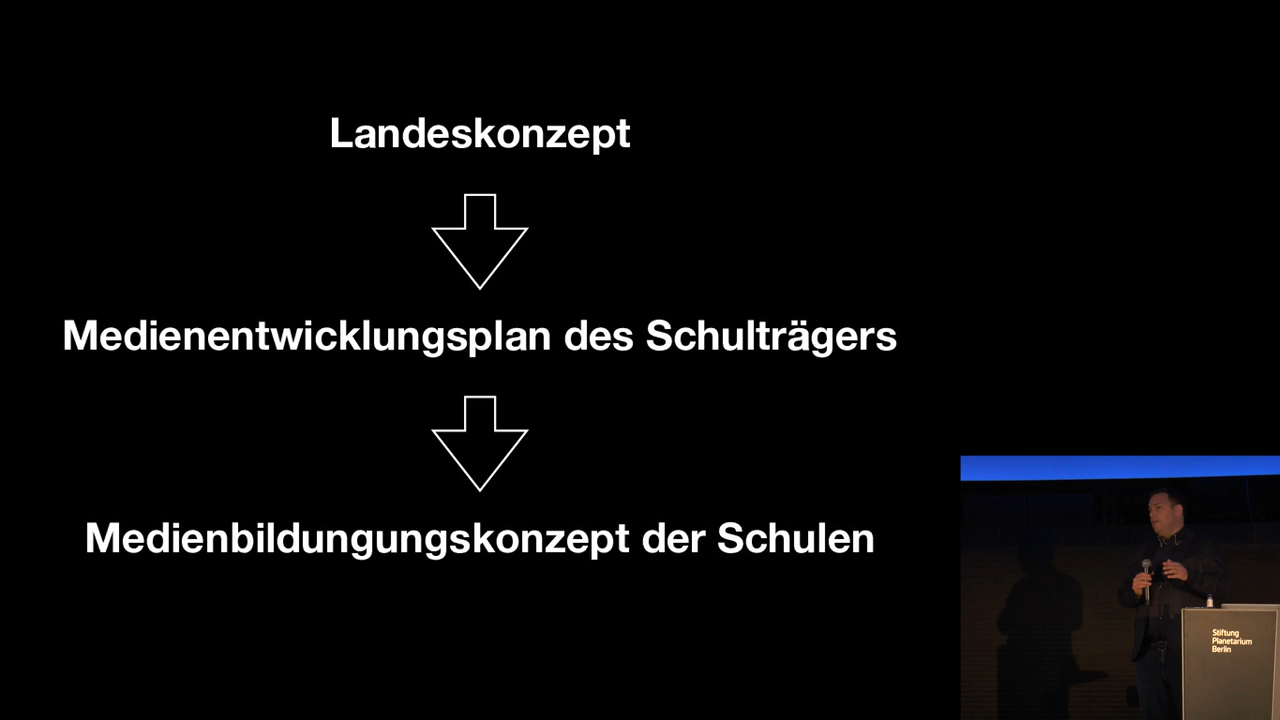 Landeskonzept
Medienentwicklungsplan des Schulträgers
Medienbildungungskonzept der Schulen
Stiftung
Planetarium
Berlin